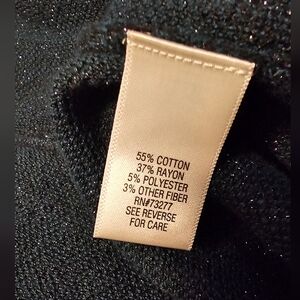 55% COTTON
37% RAYON
5% POLYESTER
3% OTHER FIBER
RN#73277
SEE REVERSE
FOR CARE